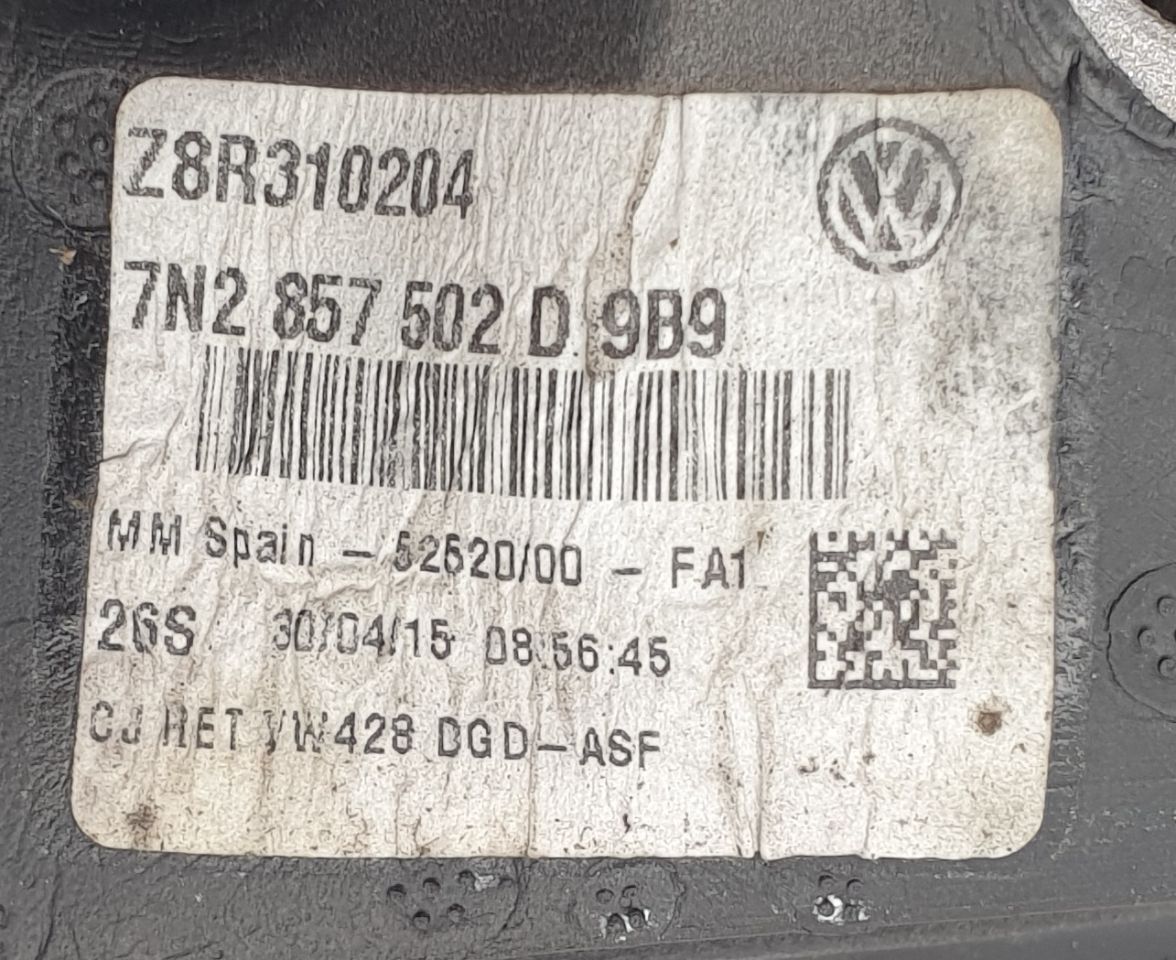 Z8R310204
7N2 857 502 D 9B9
MM Spain - 52620/00 - FA1
26S 30/04/15 08:56:45
CJ RET VW428 DGD-ASF